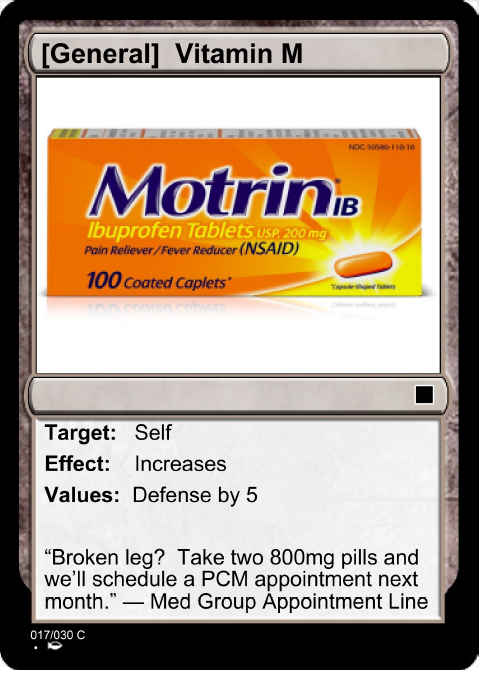 [General]  Vitamin M
NDC 50580-110-10
Motrin IB
Ibuprofen Tablets USP, 200 mg
Pain Reliever/Fever Reducer (NSAID)
100 Coated Caplets*
*Capsule-Shaped Tablets
Target: Self
Effect: Increases
Values: Defense by 5
“Broken leg?  Take two 800mg pills and
we’ll schedule a PCM appointment next
month.” — Med Group Appointment Line
017/030 C